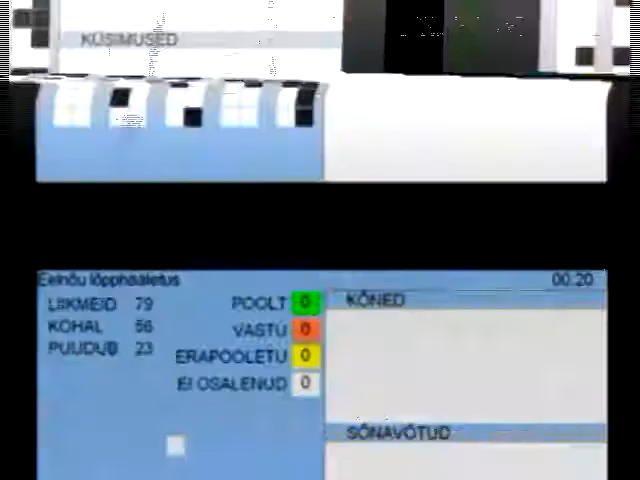 KÜSIMUSED
Eelnõu lõpphääletus 00:20
LIIKMEID 79 POOLT 0 KÕNED
KOHAL 56 VASTU 0
PUUDUB 23 ERAPOOLETU 0
EI OSALENUD 0
SÕNAVÕTUD